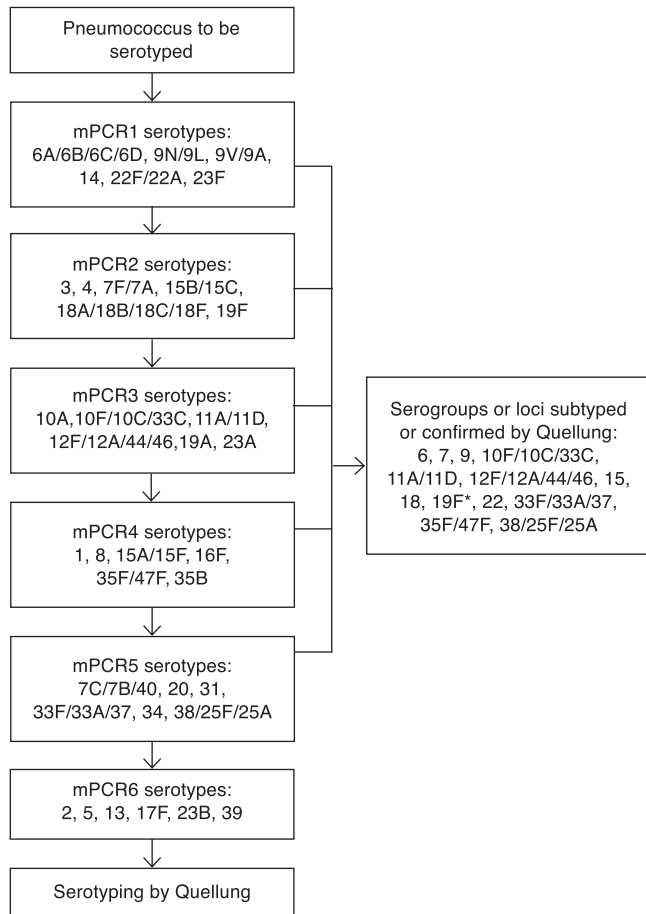 Pneumococcus to be
serotyped
mPCR1 serotypes:
6A/6B/6C/6D, 9N/9L, 9V/9A,
14, 22F/22A, 23F
mPCR2 serotypes:
3, 4, 7F/7A, 15B/15C,
18A/18B/18C/18F, 19F
mPCR3 serotypes:
10A,10F/10C/33C, 11A/11D,
12F/12A/44/46,19A, 23A
mPCR4 serotypes:
1, 8, 15A/15F, 16F,
35F/47F, 35B
mPCR5 serotypes:
7C/7B/40, 20, 31,
33F/33A/37, 34, 38/25F/25A
mPCR6 serotypes:
2, 5, 13, 17F, 23B, 39
Serotyping by Quellung
Serogroups or loci subtyped
or confirmed by Quellung:
6, 7, 9, 10F/10C/33C,
11A/11D, 12F/12A/44/46, 15,
18, 19F*, 22, 33F/33A/37,
35F/47F, 38/25F/25A